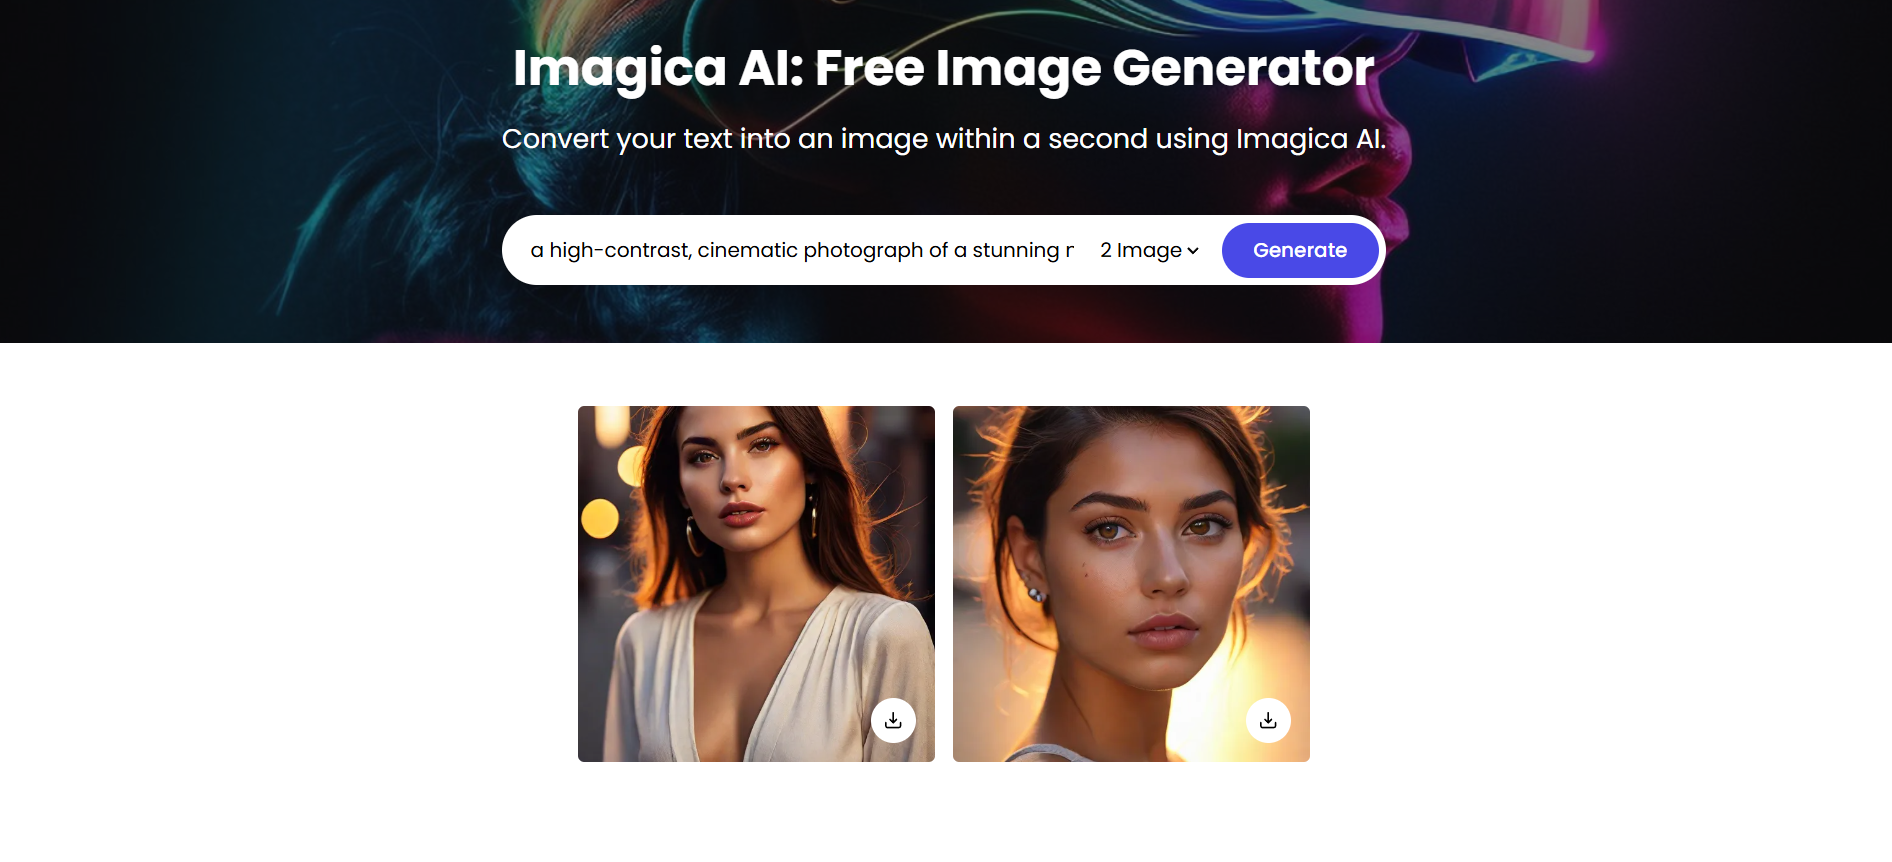 Imagica AI: Free Image Generator
Convert your text into an image within a second using Imagica AI.
a high-contrast, cinematic photograph of a stunning
2 Image
Generate